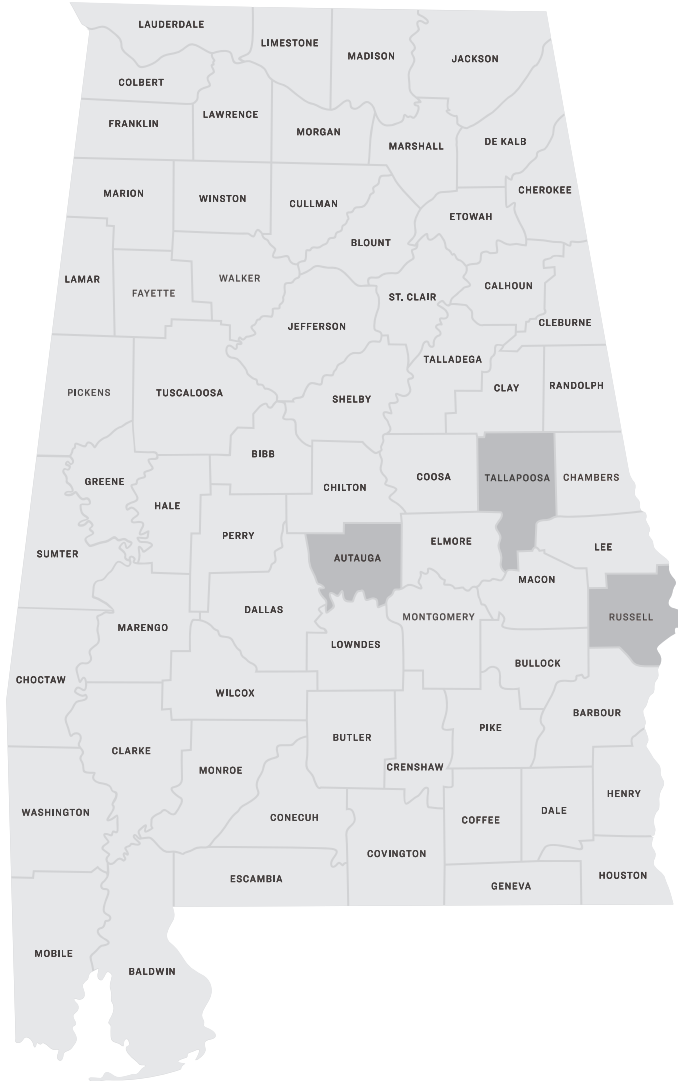 LAUDERDALE
LIMESTONE
MADISON
JACKSON
COLBERT
FRANKLIN
LAWRENCE
MORGAN
MARSHALL
DE KALB
MARION
WINSTON
CULLMAN
CHEROKEE
ETOWAH
BLOUNT
LAMAR
FAYETTE
WALKER
ST. CLAIR
CALHOUN
JEFFERSON
CLEBURNE
TALLADEGA
PICKENS
TUSCALOOSA
SHELBY
CLAY
RANDOLPH
BIBB
GREENE
HALE
CHILTON
COOSA
TALLAPOOSA
CHAMBERS
SUMTER
PERRY
AUTAUGA
ELMORE
LEE
MACON
DALLAS
MARENGO
LOWNDES
MONTGOMERY
RUSSELL
CHOCTAW
WILCOX
BULLOCK
CLARKE
BUTLER
PIKE
BARBOUR
MONROE
CRENSHAW
WASHINGTON
CONECUH
COFFEE
DALE
HENRY
COVINGTON
ESCAMBIA
GENEVA
HOUSTON
MOBILE
BALDWIN